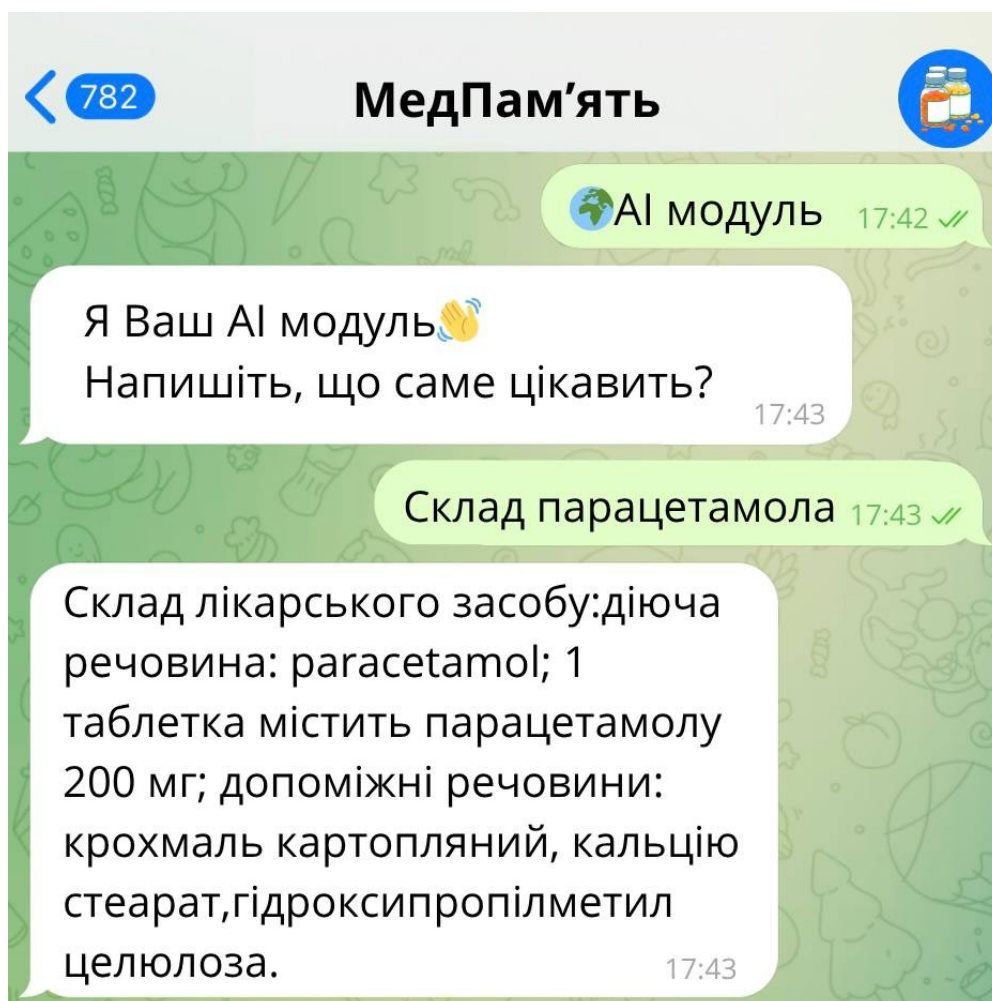 782
МедПам’ять
🌍AI модуль 17:42
Я Ваш AI модуль👋
Напишіть, що саме цікавить?
17:43
Склад парацетамола 17:43
Склад лікарського засобу:діюча
речовина: paracetamol; 1
таблетка містить парацетамолу
200 мг; допоміжні речовини:
крохмаль картопляний, кальцію
стеарат,гідроксипропілметил
целюлоза. 17:43